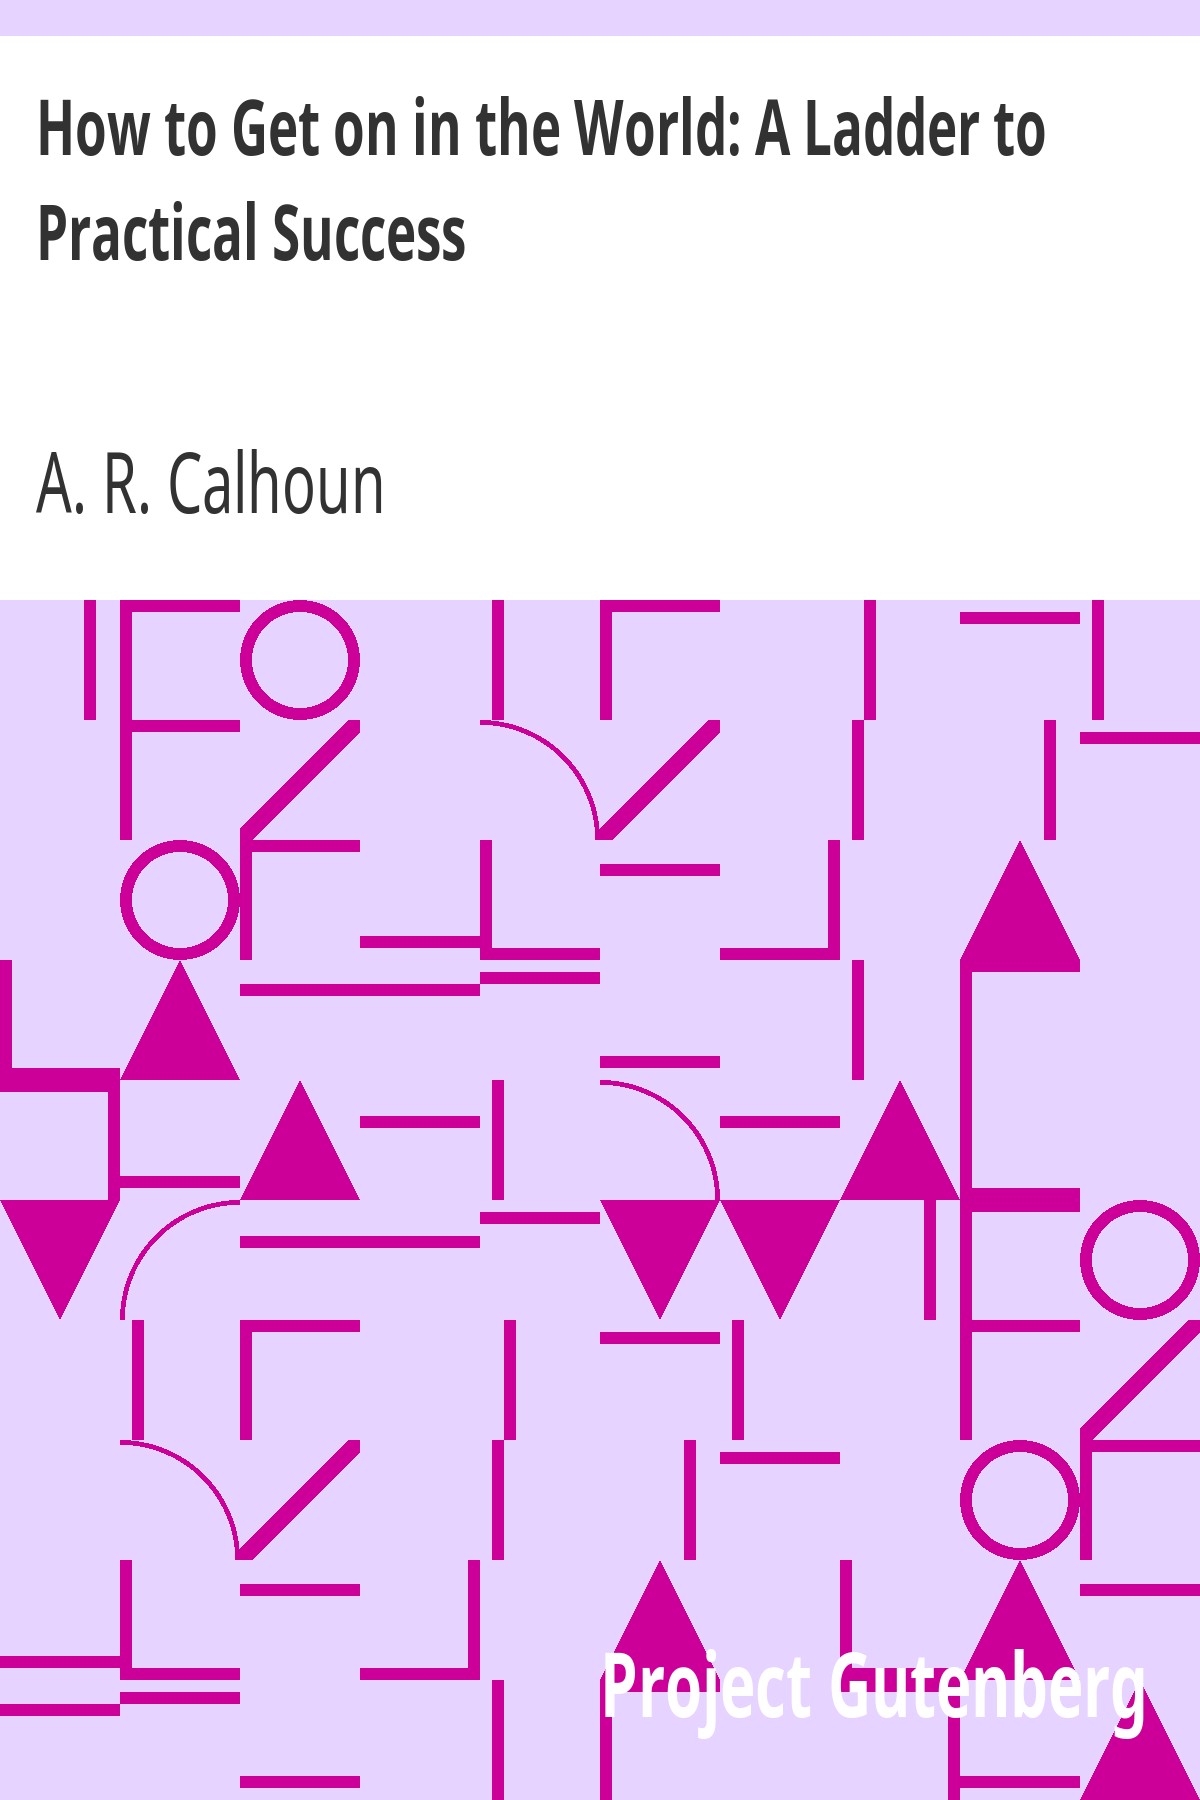 How to Get on in the World: A Ladder to
Practical Success
A. R. Calhoun
Project Gutenberg